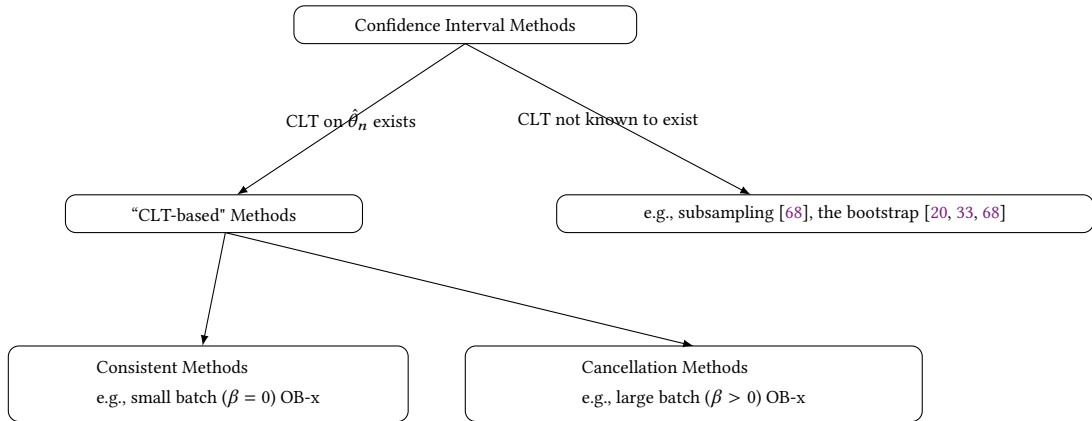 Confidence Interval Methods
CLT on θ̂ₙ exists
CLT not known to exist
“CLT-based" Methods
e.g., subsampling [68], the bootstrap [20, 33, 68]
Consistent Methods
e.g., small batch (β = 0) OB-x
Cancellation Methods
e.g., large batch (β > 0) OB-x